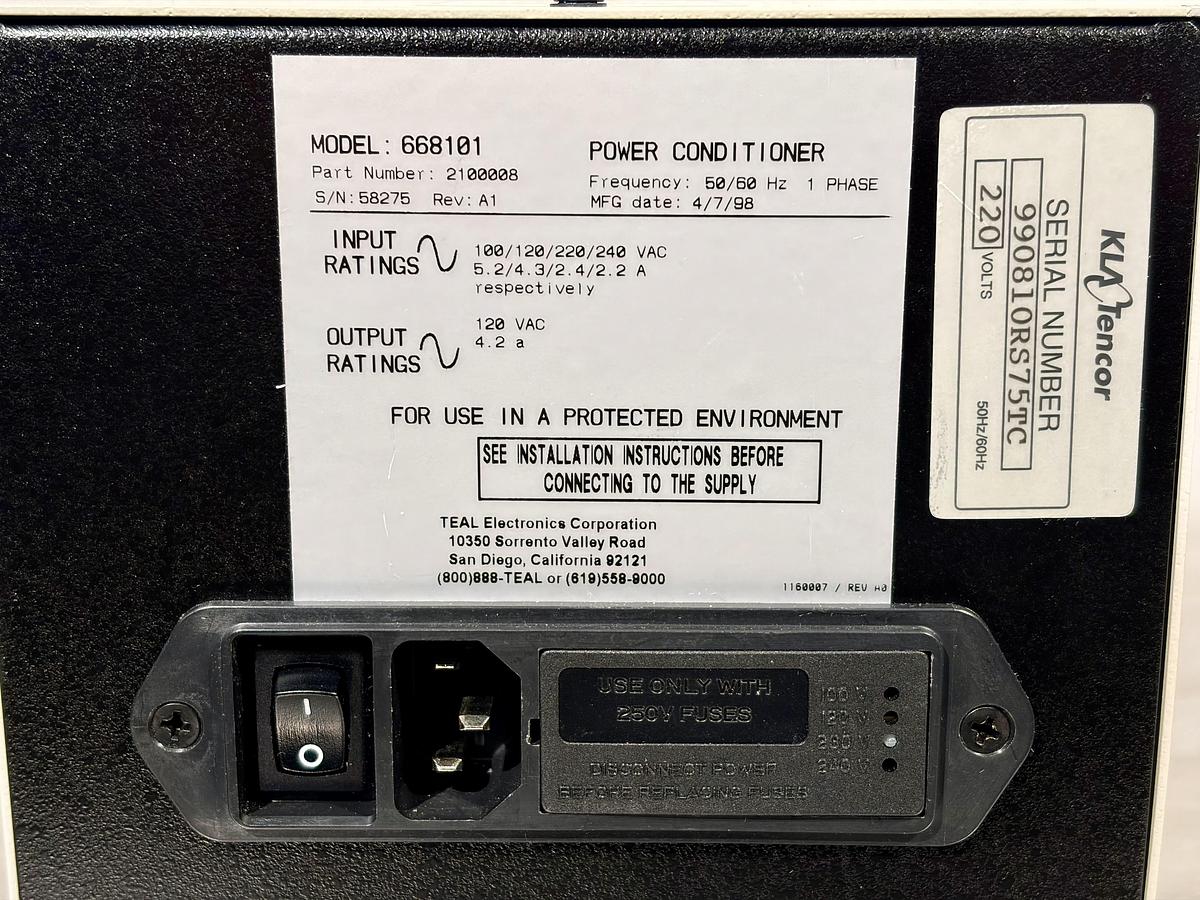 MODEL: 668101
Part Number: 2100008
S/N: 58275 Rev: A1
POWER CONDITIONER
Frequency: 50/60 Hz 1 PHASE
MFG date: 4/7/98
INPUT
RATINGS
100/120/220/240 VAC
5.2/4.3/2.4/2.2 A
respectively
OUTPUT
RATINGS
120 VAC
4.2 a
FOR USE IN A PROTECTED ENVIRONMENT
SEE INSTALLATION INSTRUCTIONS BEFORE
CONNECTING TO THE SUPPLY
TEAL Electronics Corporation
10350 Sorrento Valley Road
San Diego, California 92121
(800)888-TEAL or (619)558-9000
1160007 / REV A0
KLA Tencor
SERIAL NUMBER
990810RS75TC
220 VOLTS 50Hz/60Hz
USE ONLY WITH
250V FUSES
DISCONNECT POWER
BEFORE REPLACING FUSES
100 V
120 V
230 V
240 V